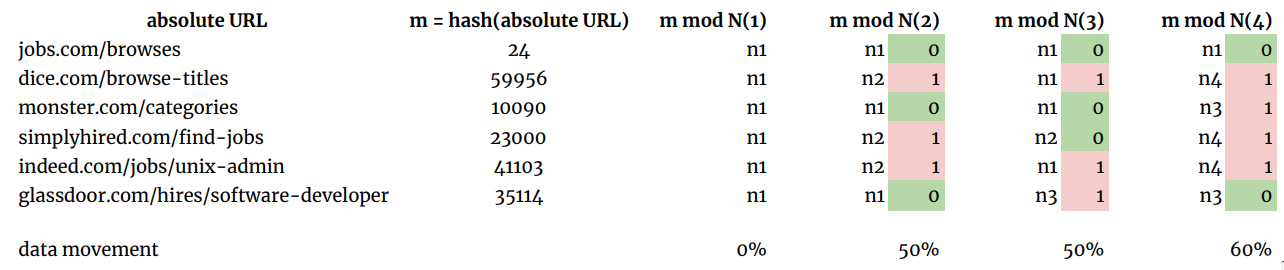 absolute URL m = hash(absolute URL) m mod N(1) m mod N(2) m mod N(3) m mod N(4)
jobs.com/browses 24 n1 n1 0 n1 0 n1 0
dice.com/browse-titles 59956 n1 n2 1 n1 1 n4 1
monster.com/categories 10090 n1 n1 0 n1 0 n3 1
simplyhired.com/find-jobs 23000 n1 n2 1 n2 0 n4 1
indeed.com/jobs/unix-admin 41103 n1 n2 1 n1 1 n4 1
glassdoor.com/hires/software-developer 35114 n1 n1 0 n3 1 n3 0
data movement 0% 50% 50% 60%